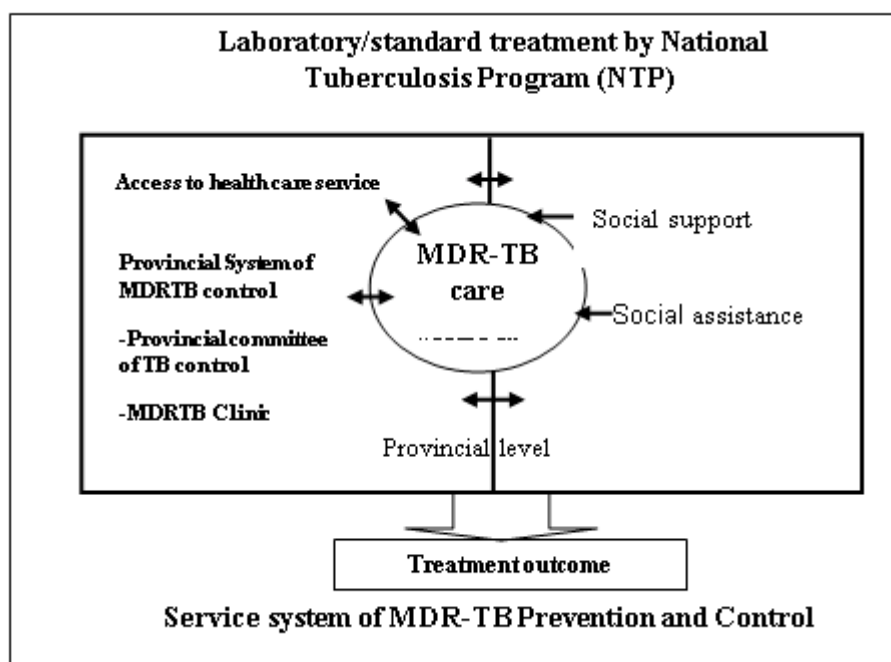 Laboratory/standard treatment by National
Tuberculosis Program (NTP)
Access to health care service
Provincial System of
MDRTB control
-Provincial committee
of TB control
-MDRTB Clinic
MDR-TB
care
Social support
Social assistance
Provincial level
Treatment outcome
Service system of MDR-TB Prevention and Control